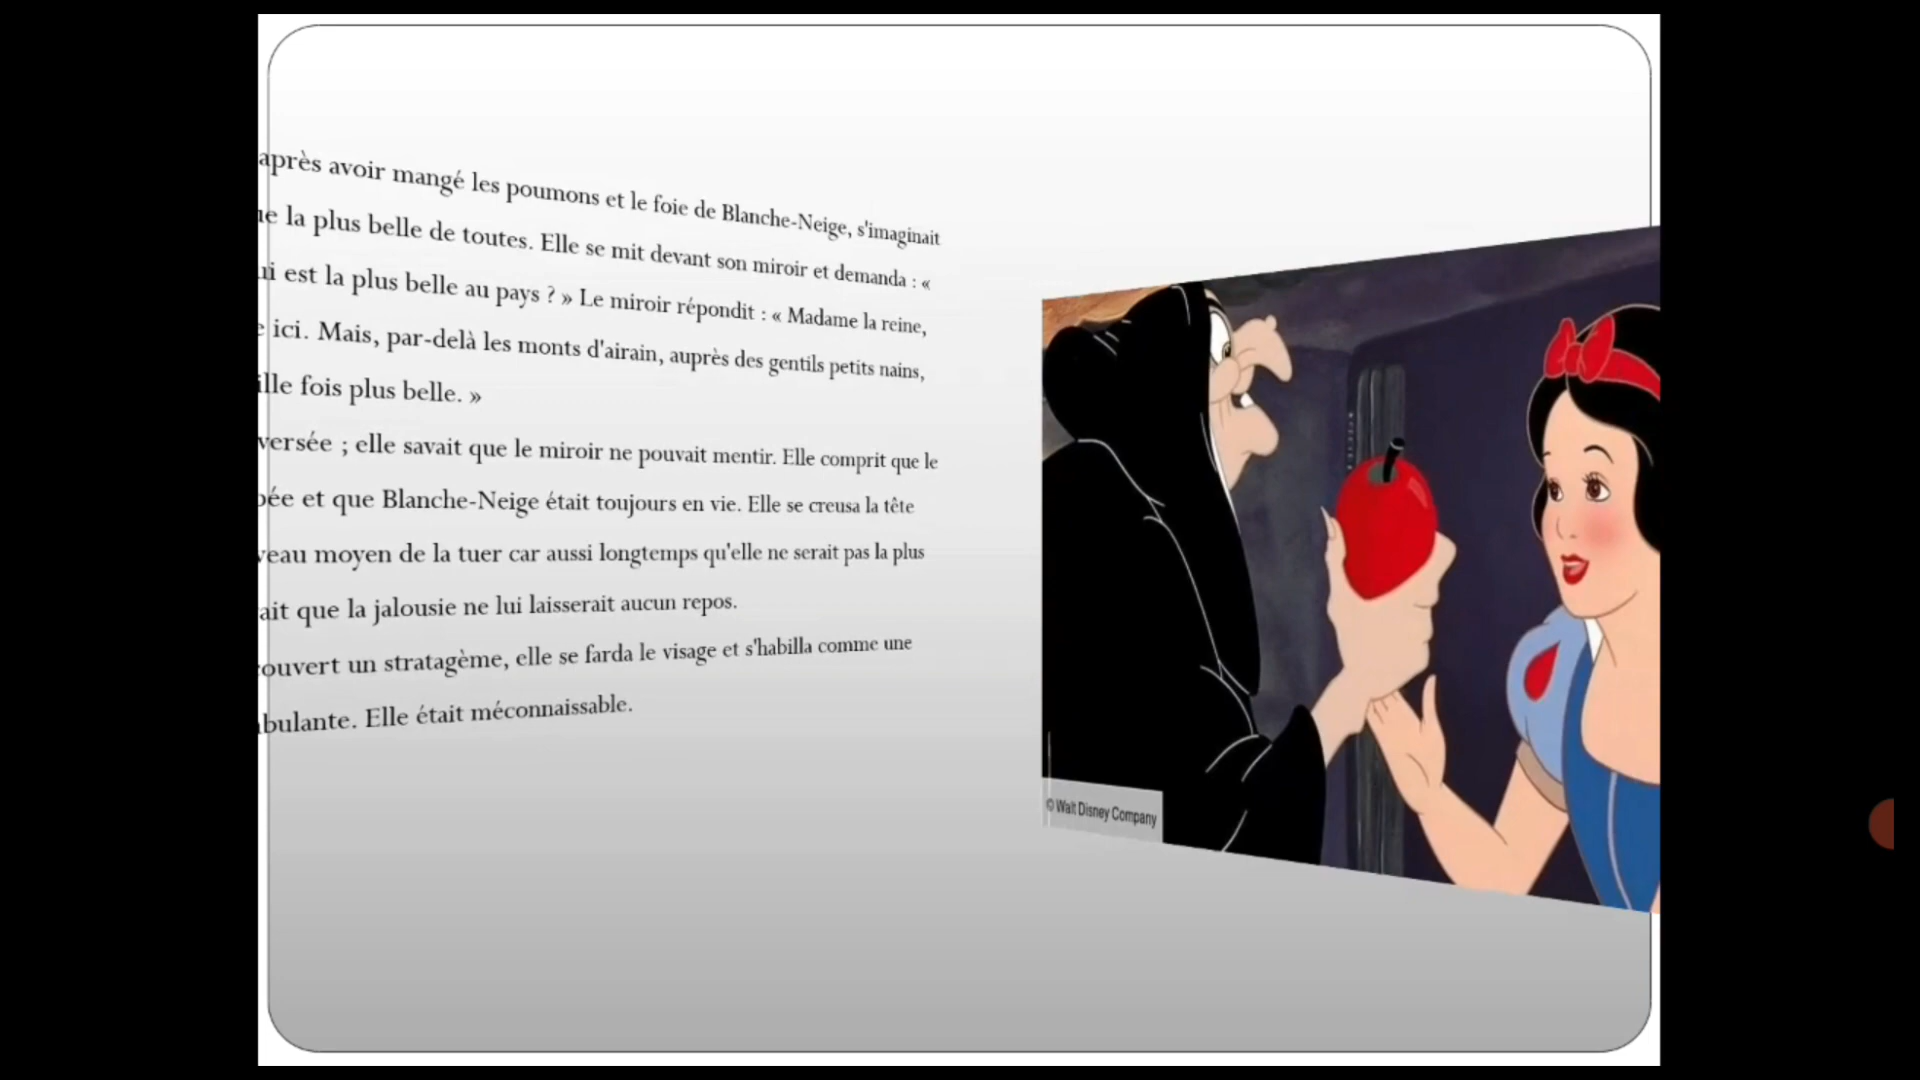 après avoir mangé les poumons et le foie de Blanche-Neige, s'imaginait
la plus belle de toutes. Elle se mit devant son miroir et demanda : «
est la plus belle au pays ? » Le miroir répondit : « Madame la reine,
ici. Mais, par-delà les monts d'airain, auprès des gentils petits nains,
fois plus belle. »
versée ; elle savait que le miroir ne pouvait mentir. Elle comprit que le
et que Blanche-Neige était toujours en vie. Elle se creusa la tête
veau moyen de la tuer car aussi longtemps qu'elle ne serait pas la plus
ait que la jalousie ne lui laisserait aucun repos.
ouvert un stratagème, elle se farda le visage et s'habilla comme une
bulante. Elle était méconnaissable.
© Walt Disney Company